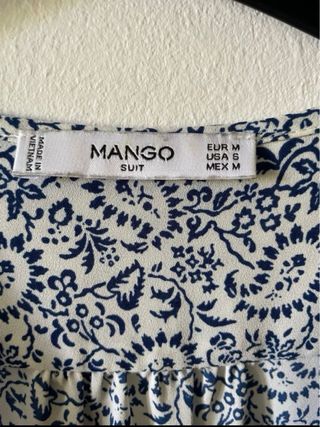 MADE IN
VIETNAM
MANGO
SUIT
EUR M
USA S
MEX M